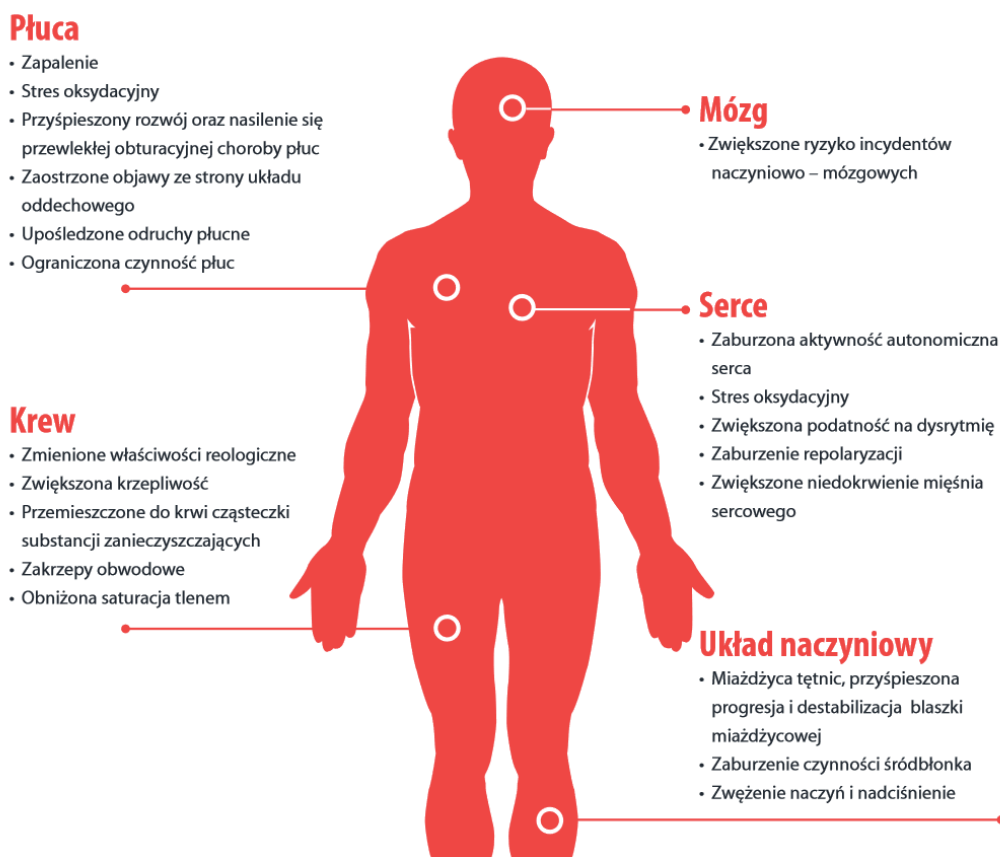 Płuca
• Zapalenie
• Stres oksydacyjny
• Przyśpieszony rozwój oraz nasilenie się
przewlekłej obturacyjnej choroby płuc
• Zaostrzone objawy ze strony układu
oddechowego
• Upośledzone odruchy płucne
• Ograniczona czynność płuc
Krew
• Zmienione właściwości reologiczne
• Zwiększona krzepliwość
• Przemieszczone do krwi cząsteczki
substancji zanieczyszczających
• Zakrzepy obwodowe
• Obniżona saturacja tlenem
Mózg
• Zwiększone ryzyko incydentów
naczyniowo – mózgowych
Serce
• Zaburzona aktywność autonomiczna
serca
• Stres oksydacyjny
• Zwiększona podatność na dysrytmię
• Zaburzenie repolaryzacji
• Zwiększone niedokrwienie mięśnia
sercowego
Układ naczyniowy
• Miażdżyca tętnic, przyśpieszona
progresja i destabilizacja blaszki
miażdżycowej
• Zaburzenie czynności śródbłonka
• Zwężenie naczyń i nadciśnienie